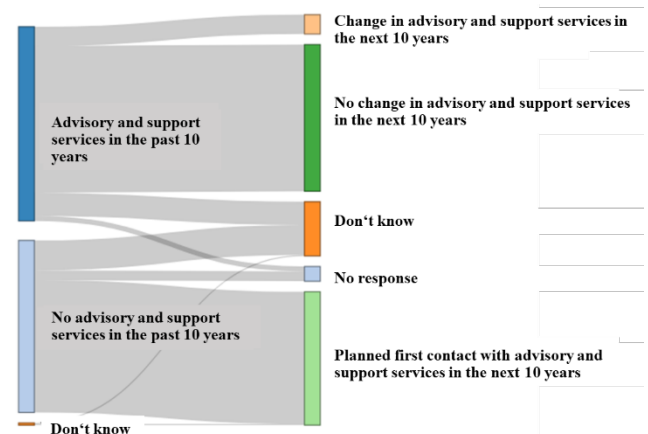 Change in advisory and support services in
the next 10 years
No change in advisory and support services
in the next 10 years
Advisory and support
services in the past 10
years
Don‘t know
No response
No advisory and support
services in the past 10 years
Planned first contact with advisory and
support services in the next 10 years
Don‘t know